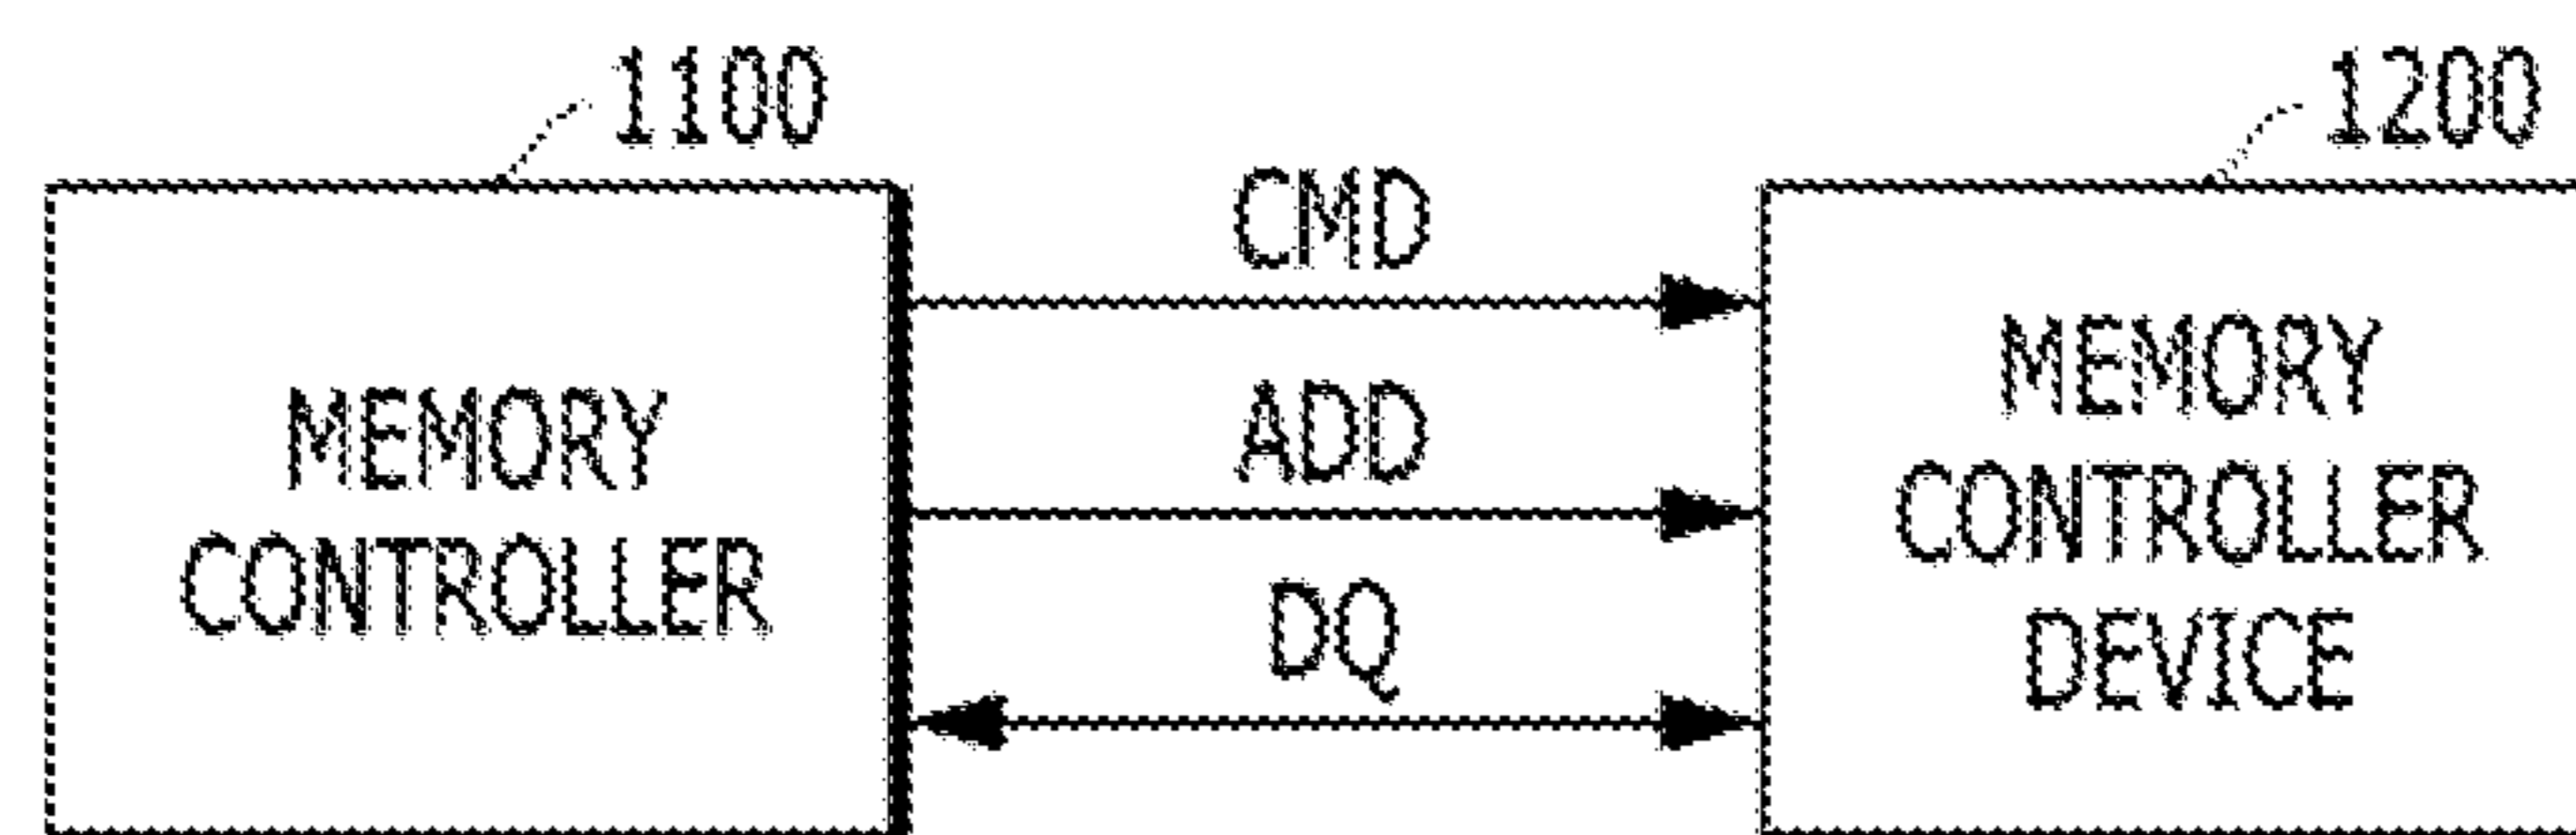 1100
1200
CMD
ADD
DQ
MEMORY
CONTROLLER
MEMORY
CONTROLLER
DEVICE